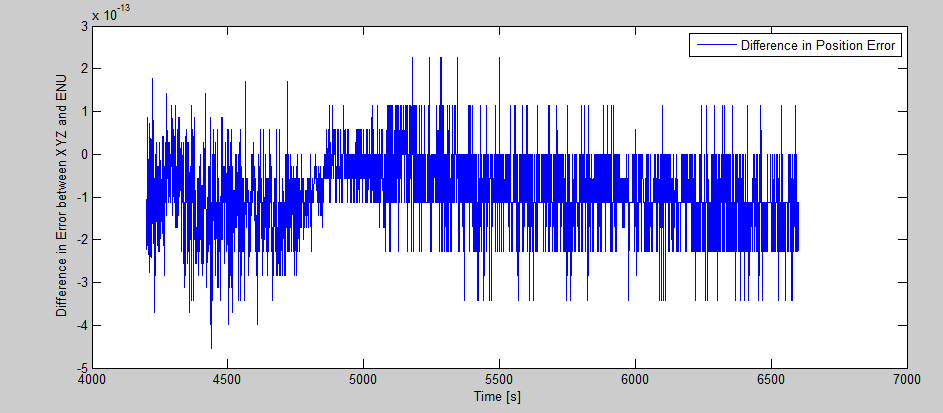 x 10^-13
3
2
1
0
-1
-2
-3
-4
-5
4000 4500 5000 5500 6000 6500 7000
Time [s]
Difference in Error between XYZ and ENU
Difference in Position Error